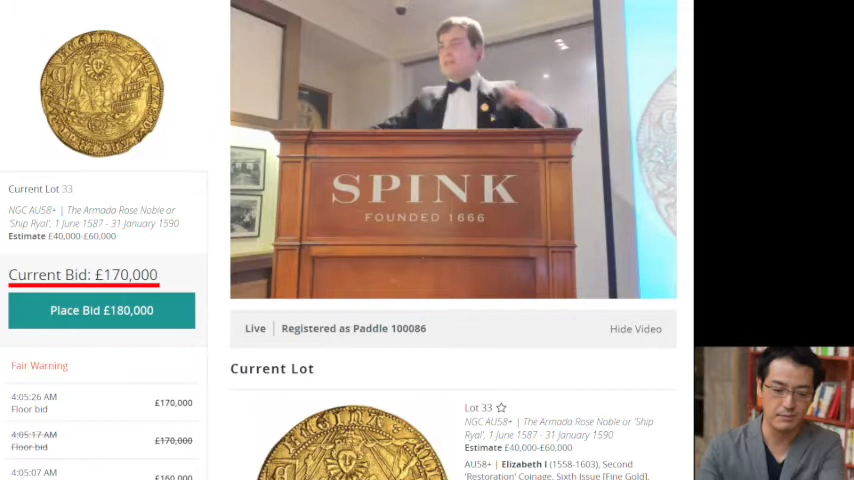 Current Lot 33
NGC AU58+ | The Armada Rose Noble or
'Ship Ryal', 1 June 1587 - 31 January 1590
Estimate £40,000-£60,000
Current Bid: £170,000
Place Bid £180,000
Fair Warning
4:05:26 AM
Floor bid
£170,000
4:05:17 AM
Floor bid
£170,000
4:05:07 AM
£160,000
SPINK
FOUNDED 1666
Live
Registered as Paddle 100086
Hide Video
Current Lot
Lot 33
NGC AU58+ | The Armada Rose Noble or 'Ship
Ryal', 1 June 1587 - 31 January 1590
Estimate £40,000-£60,000
AU58+ | Elizabeth I (1558-1603), Second
'Restoration' Coinage, Sixth Issue [Fine Gold],